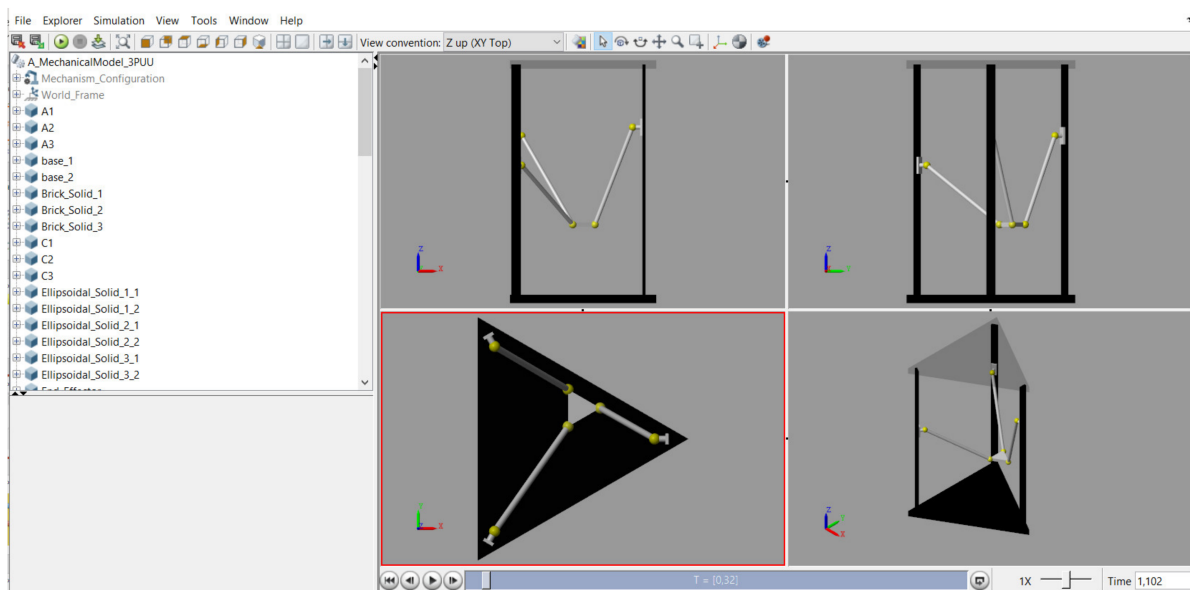 File Explorer Simulation View Tools Window Help
View convention: Z up (XY Top)
A_MechanicalModel_3PUU
Mechanism_Configuration
World_Frame
A1
A2
A3
base_1
base_2
Brick_Solid_1
Brick_Solid_2
Brick_Solid_3
C1
C2
C3
Ellipsoidal_Solid_1_1
Ellipsoidal_Solid_1_2
Ellipsoidal_Solid_2_1
Ellipsoidal_Solid_2_2
Ellipsoidal_Solid_3_1
Ellipsoidal_Solid_3_2
Z
X
Z
Y
Y
Z X
Z
Y
X
T = [0,32]
1X
Time 1,102